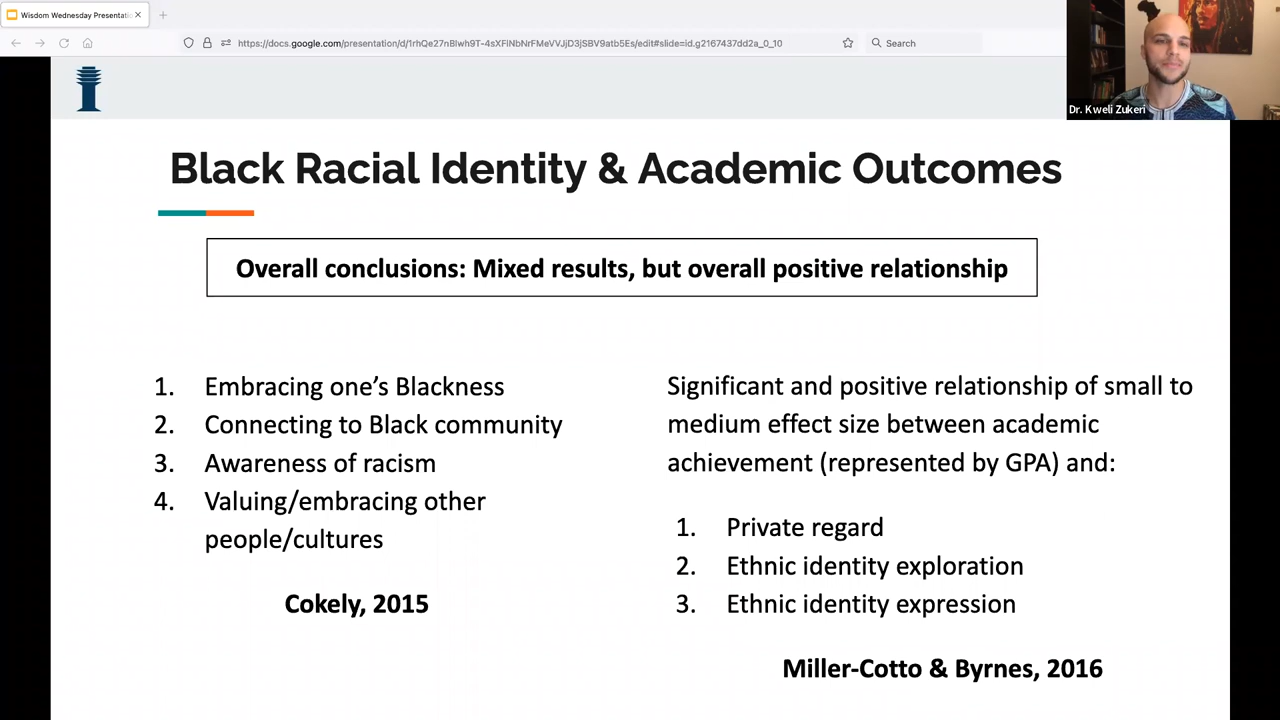 Wisdom Wednesday Presentati
https://docs.google.com/presentation/d/1rhQe27nBlwh9T-4sXFlNbNrFMeVVJjD3jSBV9atb5Es/edit#slide=id.g2167437dd2a_0_10
Search
Dr. Kweli Zukeri
Black Racial Identity & Academic Outcomes
Overall conclusions: Mixed results, but overall positive relationship
1. Embracing one’s Blackness
2. Connecting to Black community
3. Awareness of racism
4. Valuing/embracing other
people/cultures
Cokely, 2015
Significant and positive relationship of small to
medium effect size between academic
achievement (represented by GPA) and:
1. Private regard
2. Ethnic identity exploration
3. Ethnic identity expression
Miller-Cotto & Byrnes, 2016